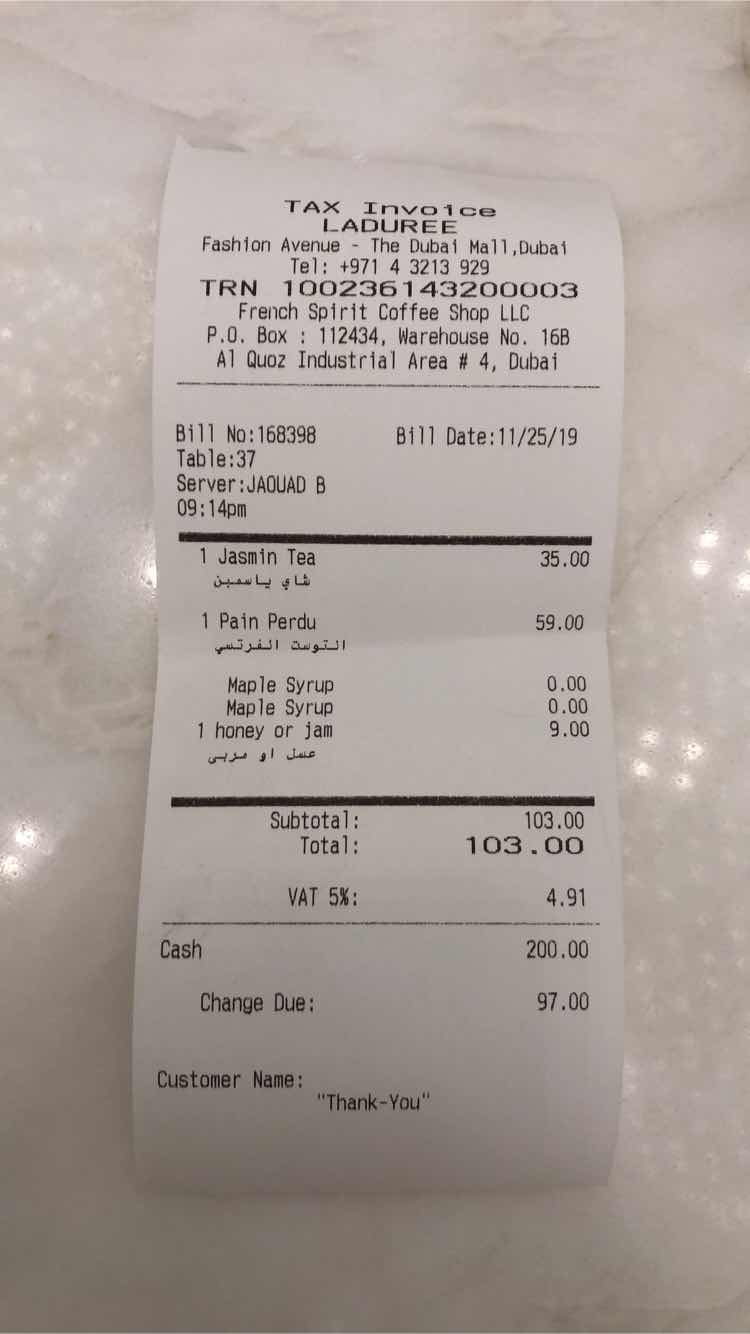 TAX Invoice
LADUREE
Fashion Avenue - The Dubai Mall,Dubai
Tel: +971 4 3213 929
TRN 100236143200003
French Spirit Coffee Shop LLC
P.O. Box : 112434, Warehouse No. 16B
Al Quoz Industrial Area # 4, Dubai
Bill No:168398 Bill Date:11/25/19
Table:37
Server:JAOUAD B
09:14pm
1 Jasmin Tea 35.00
شاي ياسمين
1 Pain Perdu 59.00
التوست الفرتسي
Maple Syrup 0.00
Maple Syrup 0.00
1 honey or jam 9.00
عسل او مربى
Subtotal: 103.00
Total: 103.00
VAT 5%: 4.91
Cash 200.00
Change Due: 97.00
Customer Name:
"Thank-You"